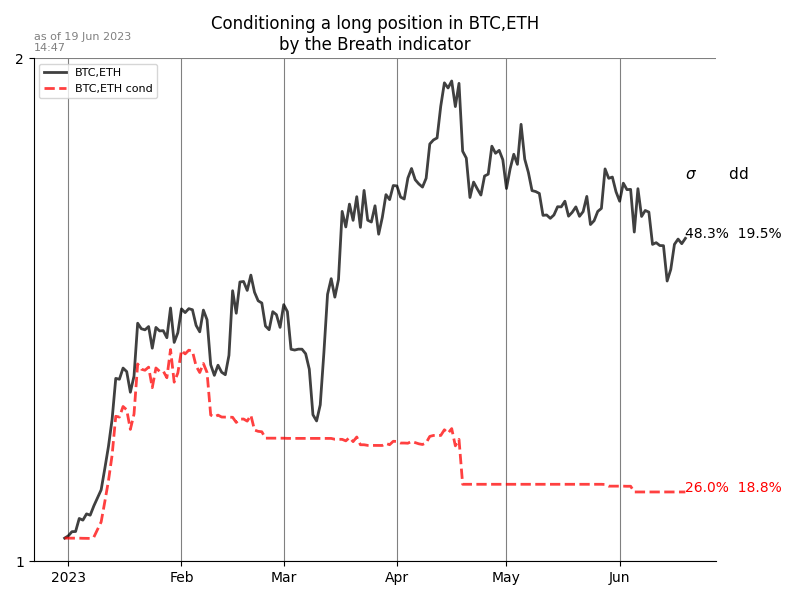 Conditioning a long position in BTC,ETH
by the Breath indicator
as of 19 Jun 2023
14:47
2
BTC,ETH
BTC,ETH cond
σ dd
48.3% 19.5%
26.0% 18.8%
1
2023 Feb Mar Apr May Jun